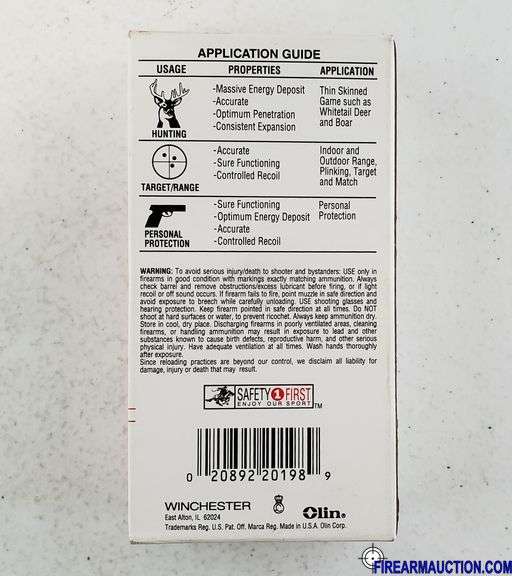 APPLICATION GUIDE
USAGE PROPERTIES APPLICATION
HUNTING
-Massive Energy Deposit
-Accurate
-Optimum Penetration
-Consistent Expansion
Thin Skinned
Game such as
Whitetail Deer
and Boar
TARGET/RANGE
-Accurate
-Sure Functioning
-Controlled Recoil
Indoor and
Outdoor Range,
Plinking, Target
and Match
PERSONAL
PROTECTION
-Sure Functioning
-Optimum Energy Deposit
-Accurate
-Controlled Recoil
Personal
Protection
WARNING: To avoid serious injury/death to shooter and bystanders: USE only in
firearms in good condition with markings exactly matching ammunition. Always
check barrel and remove obstructions/excess lubricant before firing, or if light
recoil or off sound occurs. If firearm fails to fire, point muzzle in safe direction and
avoid exposure to breech while carefully unloading. USE shooting glasses and
hearing protection. Keep firearm pointed in safe direction at all times. Do NOT
shoot at hard surfaces or water, to prevent ricochet. Always keep ammunition dry.
Store in cool, dry place. Discharging firearms in poorly ventilated areas, cleaning
firearms, or handling ammunition may result in exposure to lead and other
substances known to cause birth defects, reproductive harm, and other serious
physical injury. Have adequate ventilation at all times. Wash hands thoroughly
after exposure.
Since reloading practices are beyond our control, we disclaim all liability for
damage, injury or death that may result.
SAFETY 1 FIRST
ENJOY OUR SPORT TM
0 20892 20198 9
WINCHESTER Olin®
East Alton, IL 62024
Trademarks Reg. U.S. Pat. Off. Marca Reg. Made in U.S.A. Olin Corp.
FIREARMAUCTION.COM